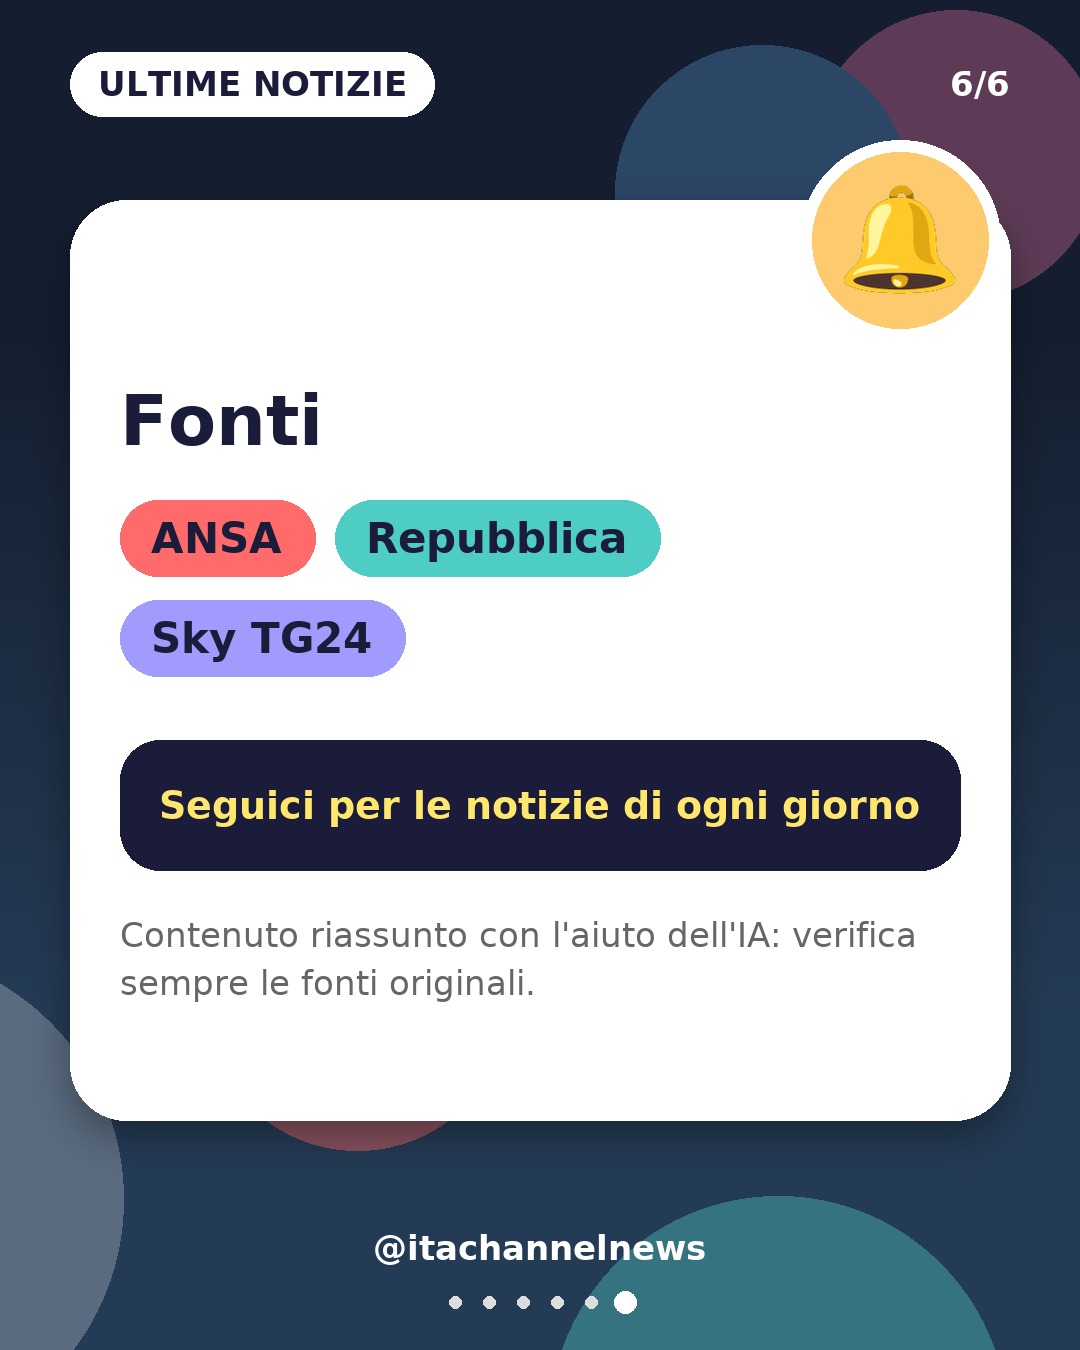 ULTIME NOTIZIE
6/6
Fonti
ANSA
Repubblica
Sky TG24
Seguici per le notizie di ogni giorno
Contenuto riassunto con l'aiuto dell'IA: verifica
sempre le fonti originali.
@itachannelnews